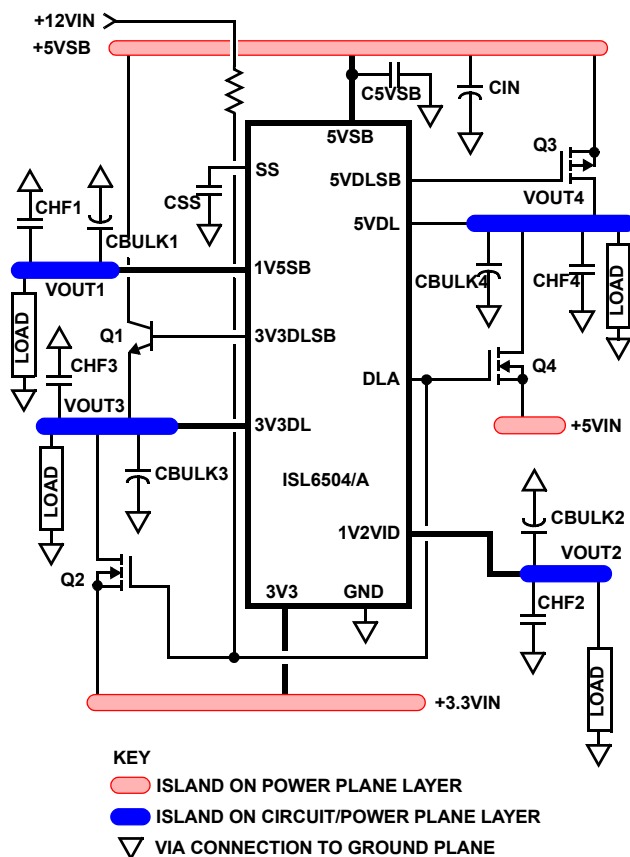 +12VIN
+5VSB
C5VSB
CIN
5VSB
Q3
SS
5VDLSB
VOUT4
CHF1
CSS
CBULK1
5VDL
1V5SB
VOUT1
CBULK4
CHF4
LOAD
LOAD
Q1
3V3DLSB
CHF3
DLA
Q4
VOUT3
3V3DL
+5VIN
LOAD
CBULK3
ISL6504/A
1V2VID
CBULK2
VOUT2
Q2
3V3
GND
CHF2
LOAD
+3.3VIN
KEY
ISLAND ON POWER PLANE LAYER
ISLAND ON CIRCUIT/POWER PLANE LAYER
VIA CONNECTION TO GROUND PLANE